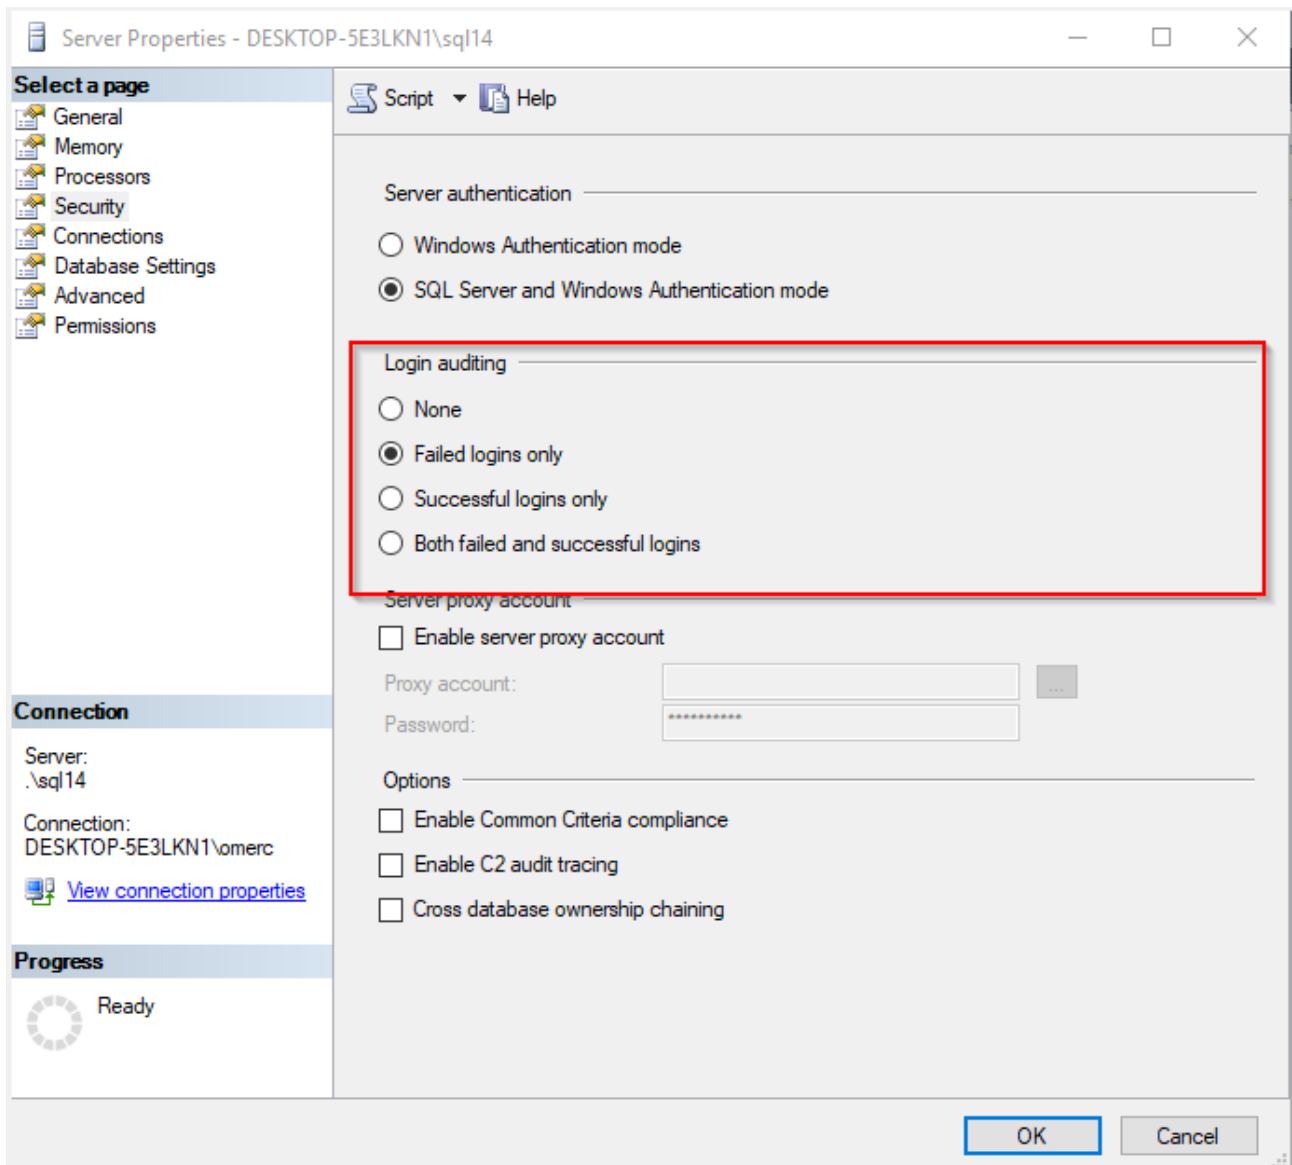 Server Properties - DESKTOP-5E3LKN1\sql14
Select a page
General
Memory
Processors
Security
Connections
Database Settings
Advanced
Permissions
Connection
Server:
.\sql14
Connection:
DESKTOP-5E3LKN1\omerc
View connection properties
Progress
Ready
Script
Help
Server authentication
Windows Authentication mode
SQL Server and Windows Authentication mode
Login auditing
None
Failed logins only
Successful logins only
Both failed and successful logins
Server proxy account
Enable server proxy account
Proxy account:
...
Password:
**********
Options
Enable Common Criteria compliance
Enable C2 audit tracing
Cross database ownership chaining
OK
Cancel